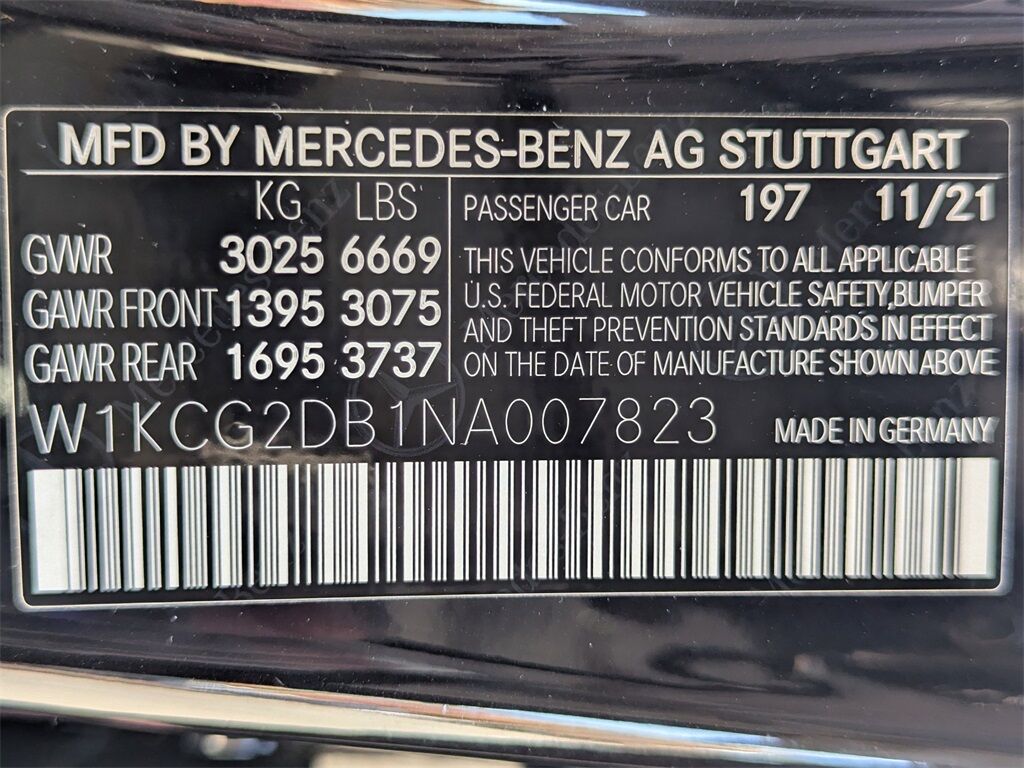 MFD BY MERCEDES-BENZ AG STUTTGART
KG LBS
GVWR 3025 6669
GAWR FRONT 1395 3075
GAWR REAR 1695 3737
PASSENGER CAR 197 11/21
THIS VEHICLE CONFORMS TO ALL APPLICABLE
U.S. FEDERAL MOTOR VEHICLE SAFETY,BUMPER
AND THEFT PREVENTION STANDARDS IN EFFECT
ON THE DATE OF MANUFACTURE SHOWN ABOVE
W1KCG2DB1NA007823
MADE IN GERMANY